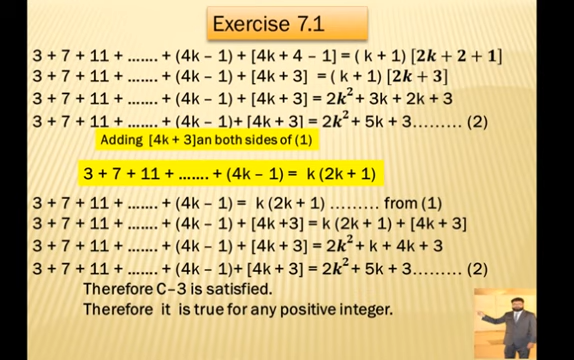 Exercise 7.1
3 + 7 + 11 + ....... + (4k – 1) + [4k + 4 – 1] = ( k + 1) [2k + 2 + 1]
3 + 7 + 11 + ....... + (4k – 1) + [4k + 3] = ( k + 1) [2k + 3]
3 + 7 + 11 + ....... + (4k – 1) + [4k + 3] = 2k² + 3k + 2k + 3
3 + 7 + 11 + ....... + (4k – 1)+ [4k + 3] = 2k² + 5k + 3......... (2)
Adding [4k + 3]an both sides of (1)
3 + 7 + 11 + ....... + (4k – 1) = k (2k + 1)
3 + 7 + 11 + ....... + (4k – 1) = k (2k + 1) ......... from (1)
3 + 7 + 11 + ....... + (4k – 1) + [4k +3] = k (2k + 1) + [4k + 3]
3 + 7 + 11 + ....... + (4k – 1) + [4k + 3] = 2k² + k + 4k + 3
3 + 7 + 11 + ....... + (4k – 1)+ [4k + 3] = 2k² + 5k + 3......... (2)
Therefore C–3 is satisfied.
Therefore it is true for any positive integer.